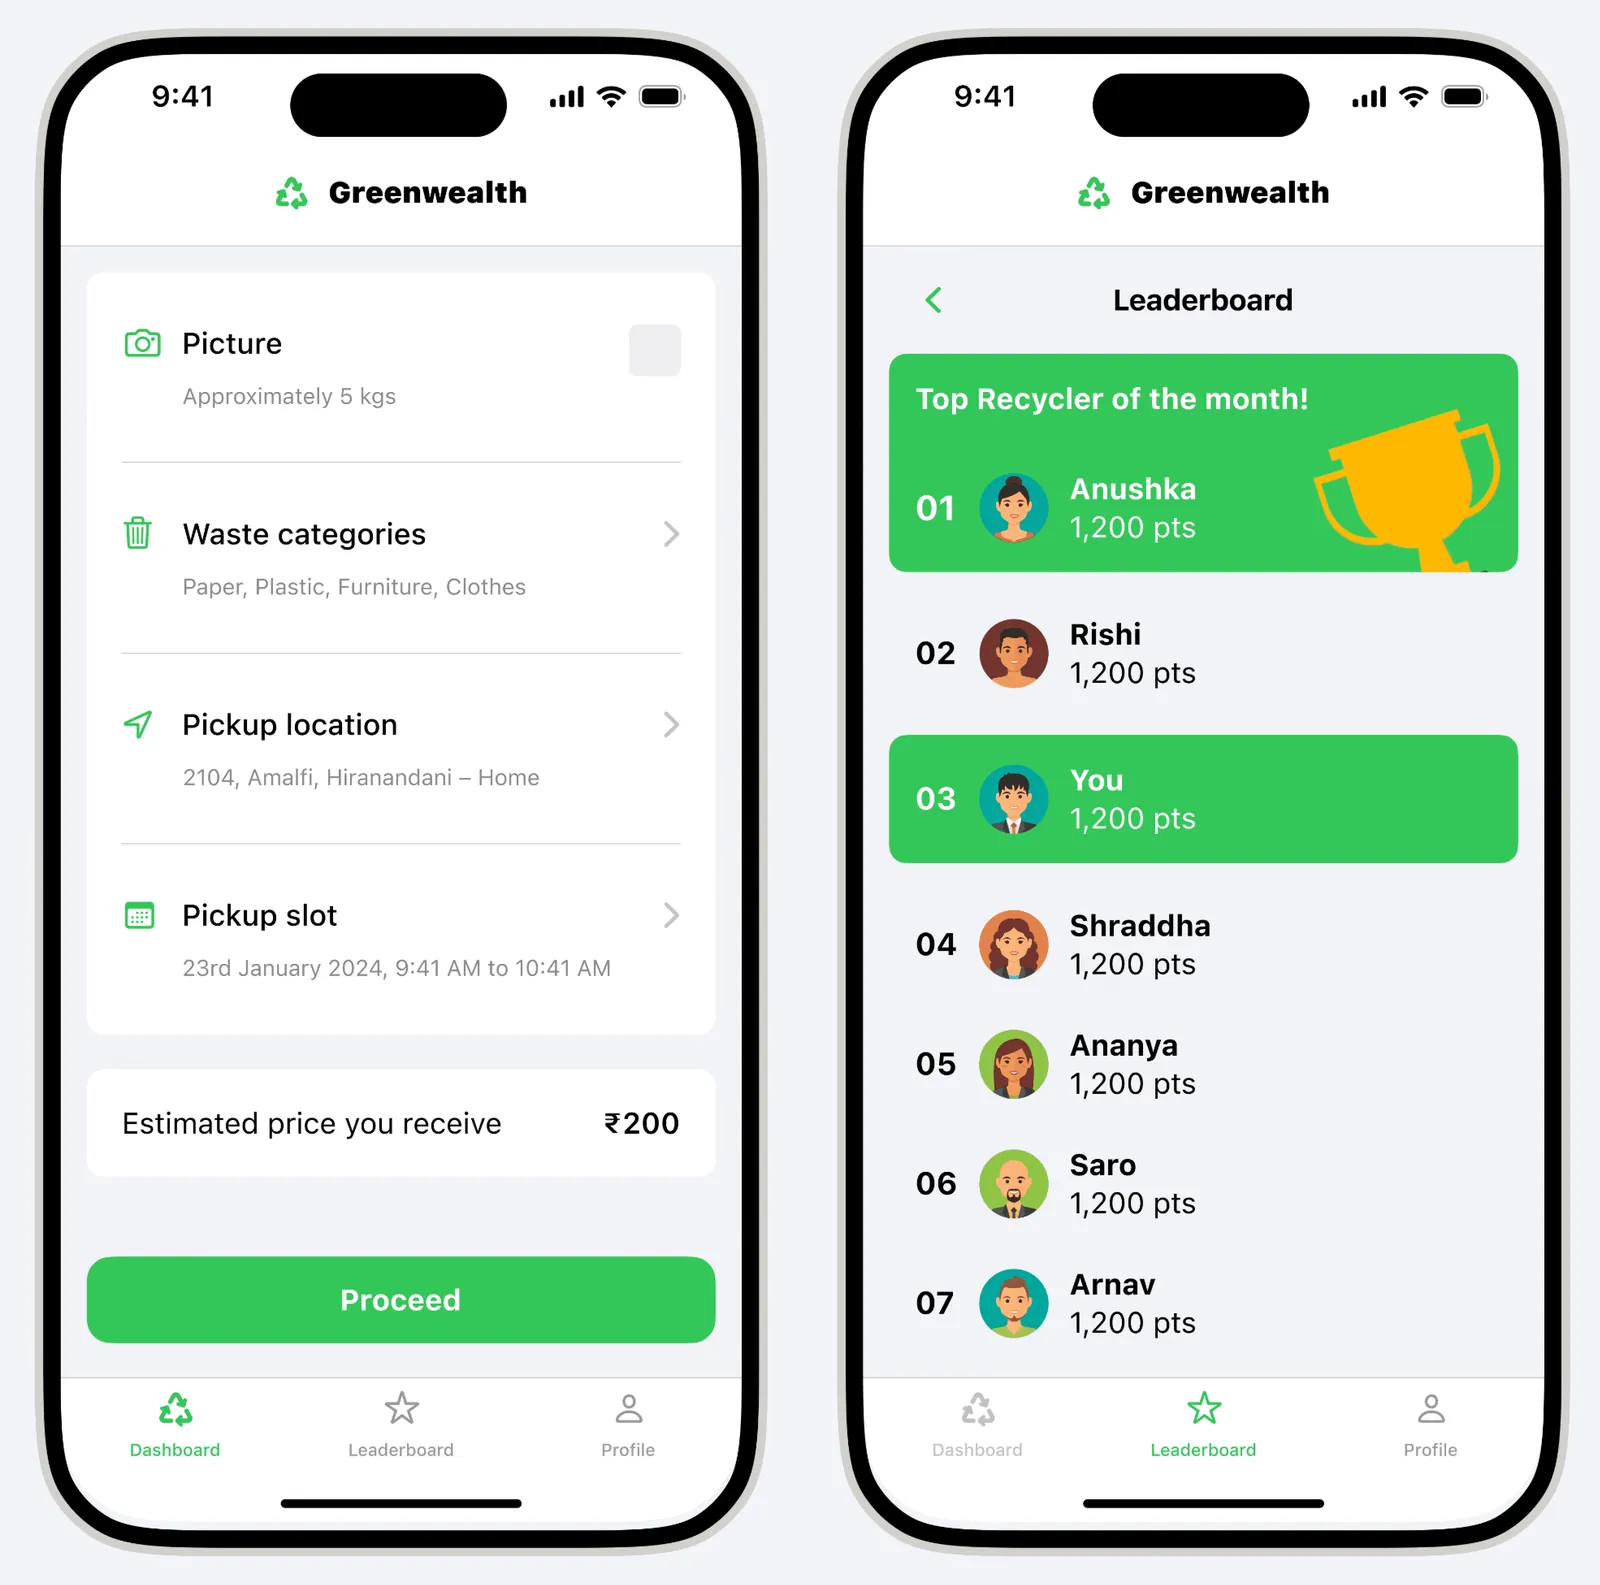 9:41
Greenwealth
Picture
Approximately 5 kgs
Waste categories
Paper, Plastic, Furniture, Clothes
Pickup location
2104, Amalfi, Hiranandani – Home
Pickup slot
23rd January 2024, 9:41 AM to 10:41 AM
Estimated price you receive ₹200
Proceed
Dashboard Leaderboard Profile
9:41
Greenwealth
Leaderboard
Top Recycler of the month!
01 Anushka
1,200 pts
02 Rishi
1,200 pts
03 You
1,200 pts
04 Shraddha
1,200 pts
05 Ananya
1,200 pts
06 Saro
1,200 pts
07 Arnav
1,200 pts
Dashboard Leaderboard Profile